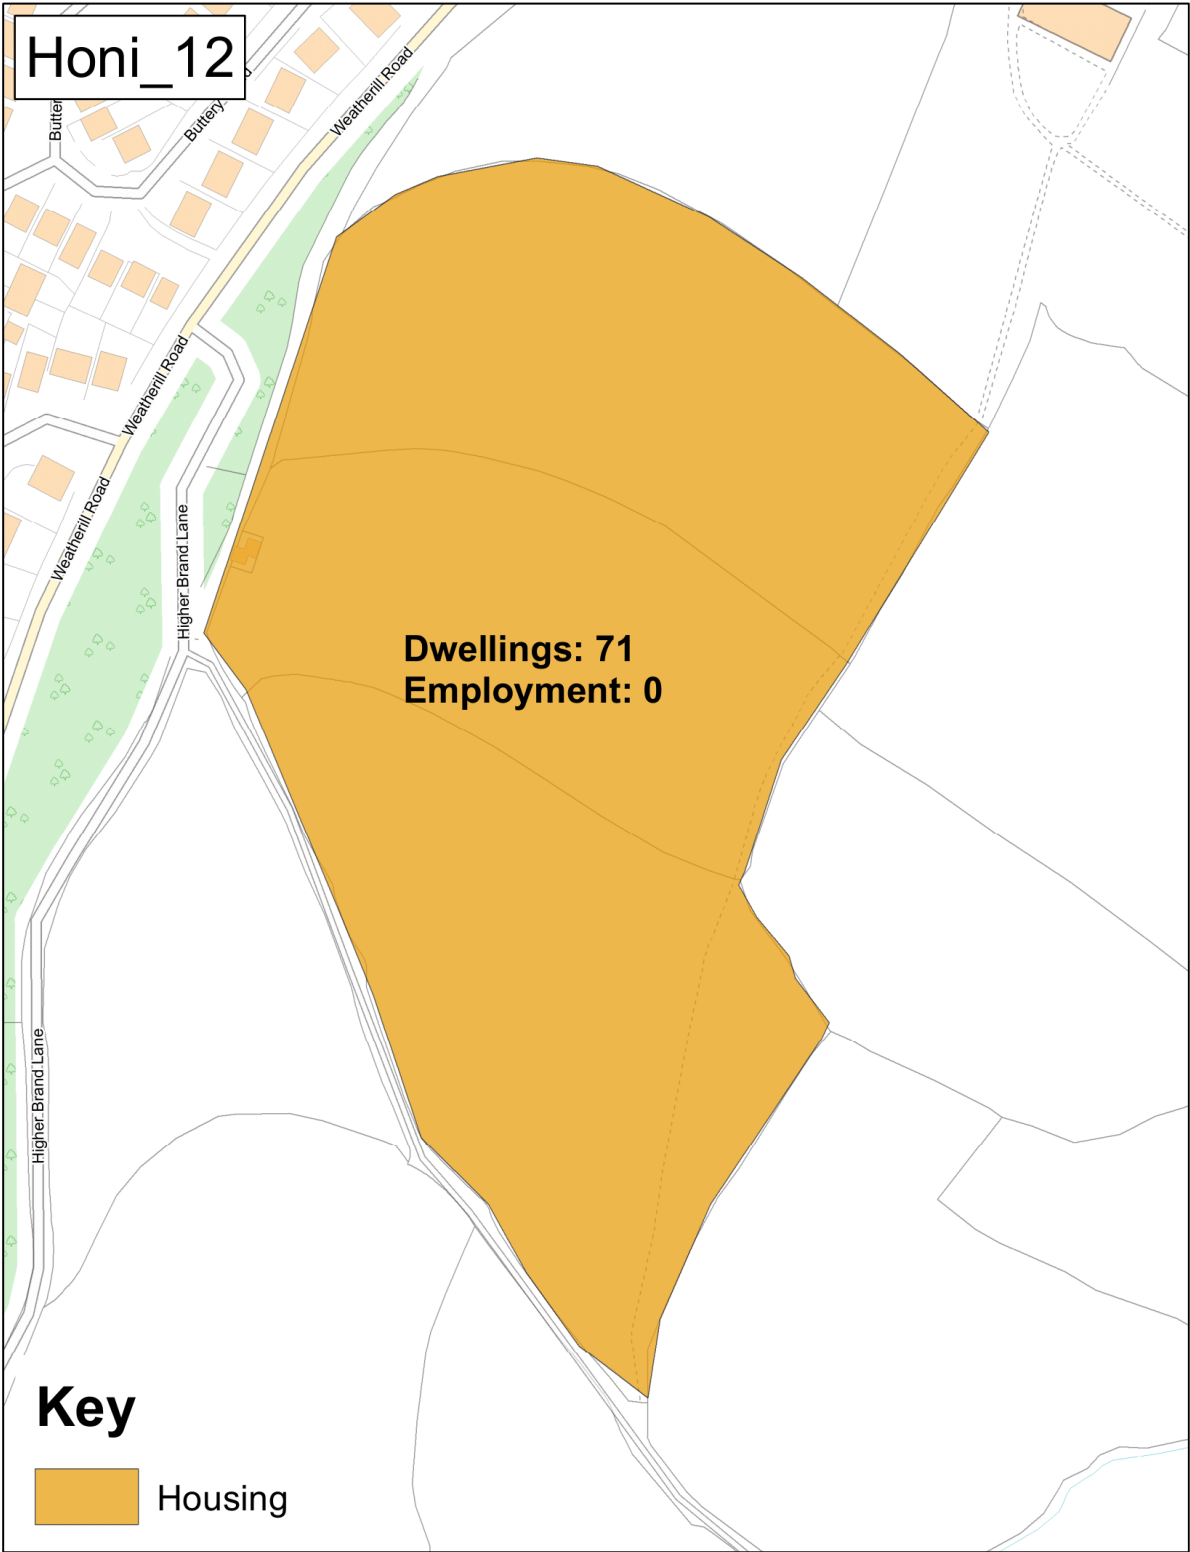 Honi_12
Butter
Buttery
Weatherill Road
Weatherill Road
Weatherill Road
Higher Brand Lane
Dwellings: 71
Employment: 0
Higher Brand Lane
Key
Housing